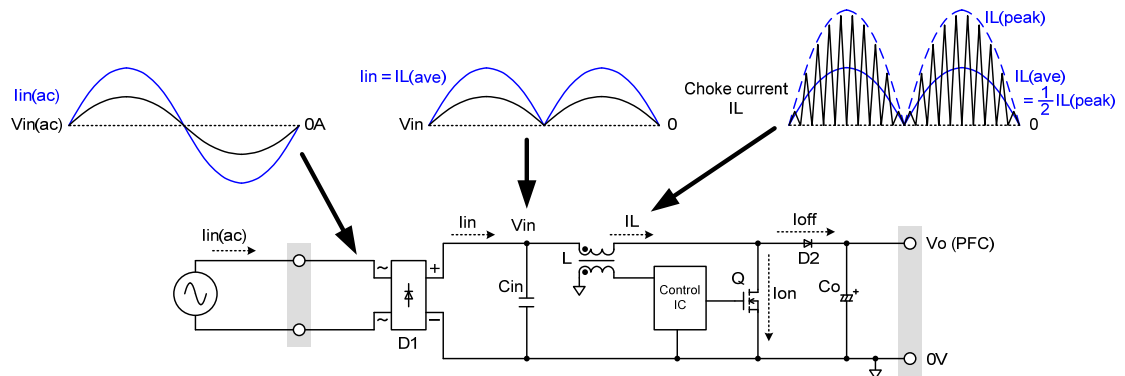 IL(peak)
Iin(ac)
Iin = IL(ave)
Choke current
IL
IL(ave)
= 1/2 IL(peak)
Vin(ac)
0A
Vin
0
0
Iin(ac)
Iin
Vin
IL
Ioff
Vo (PFC)
L
D2
~
+
Cin
Control
IC
Q
Ion
Co
+
~
−
D1
0V